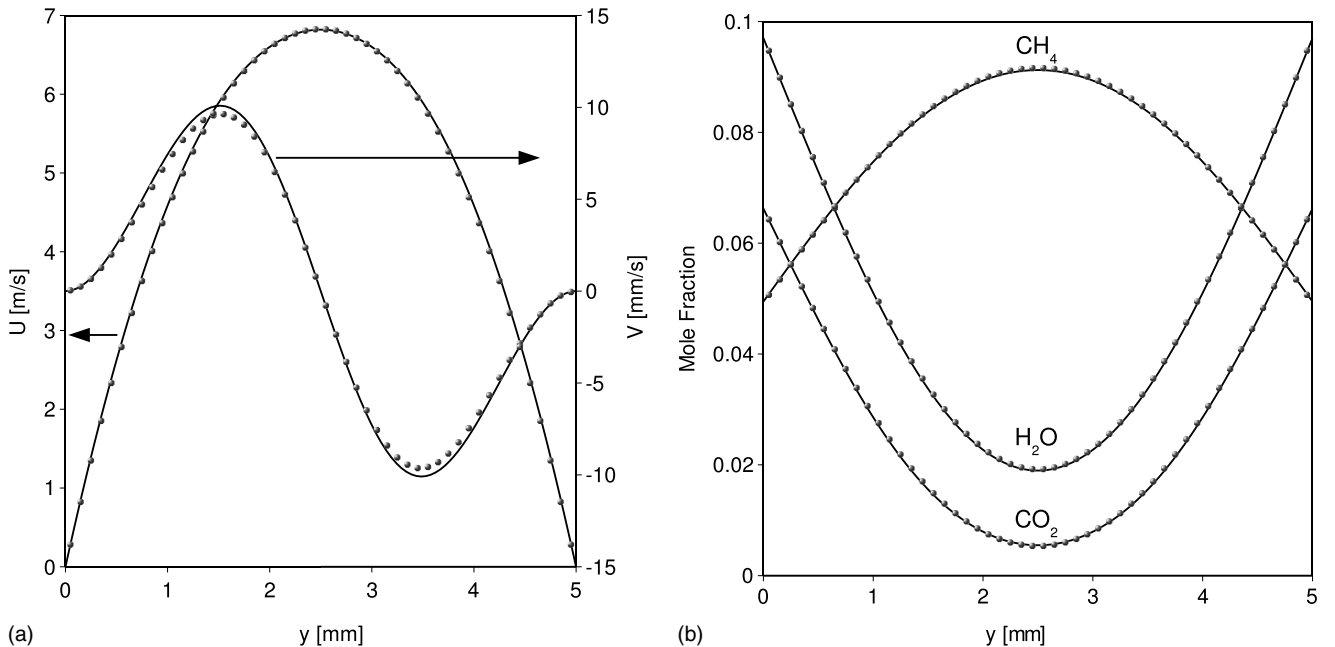 7
6
5
4
3
2
1
0
U [m/s]
15
10
5
0
-5
-10
-15
V [mm/s]
0 1 2 3 4 5
(a) y [mm]
0.1
0.08
0.06
0.04
0.02
0
Mole Fraction
CH4
H2O
CO2
0 1 2 3 4 5
(b) y [mm]